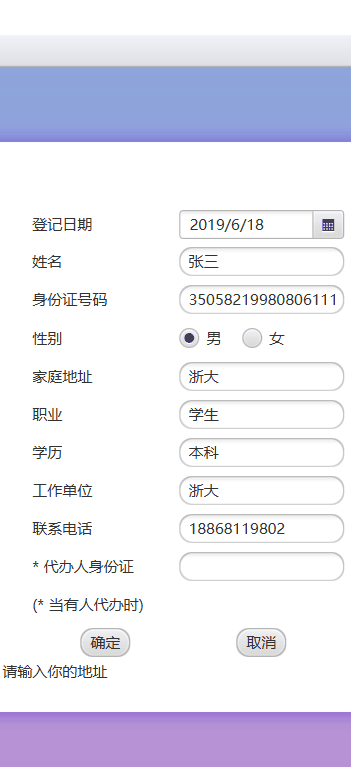 登记日期 2019/6/18
姓名 张三
身份证号码 35058219980806111
性别 男 女
家庭地址 浙大
职业 学生
学历 本科
工作单位 浙大
联系电话 18868119802
* 代办人身份证
(* 当有人代办时)
确定 取消
请输入你的地址